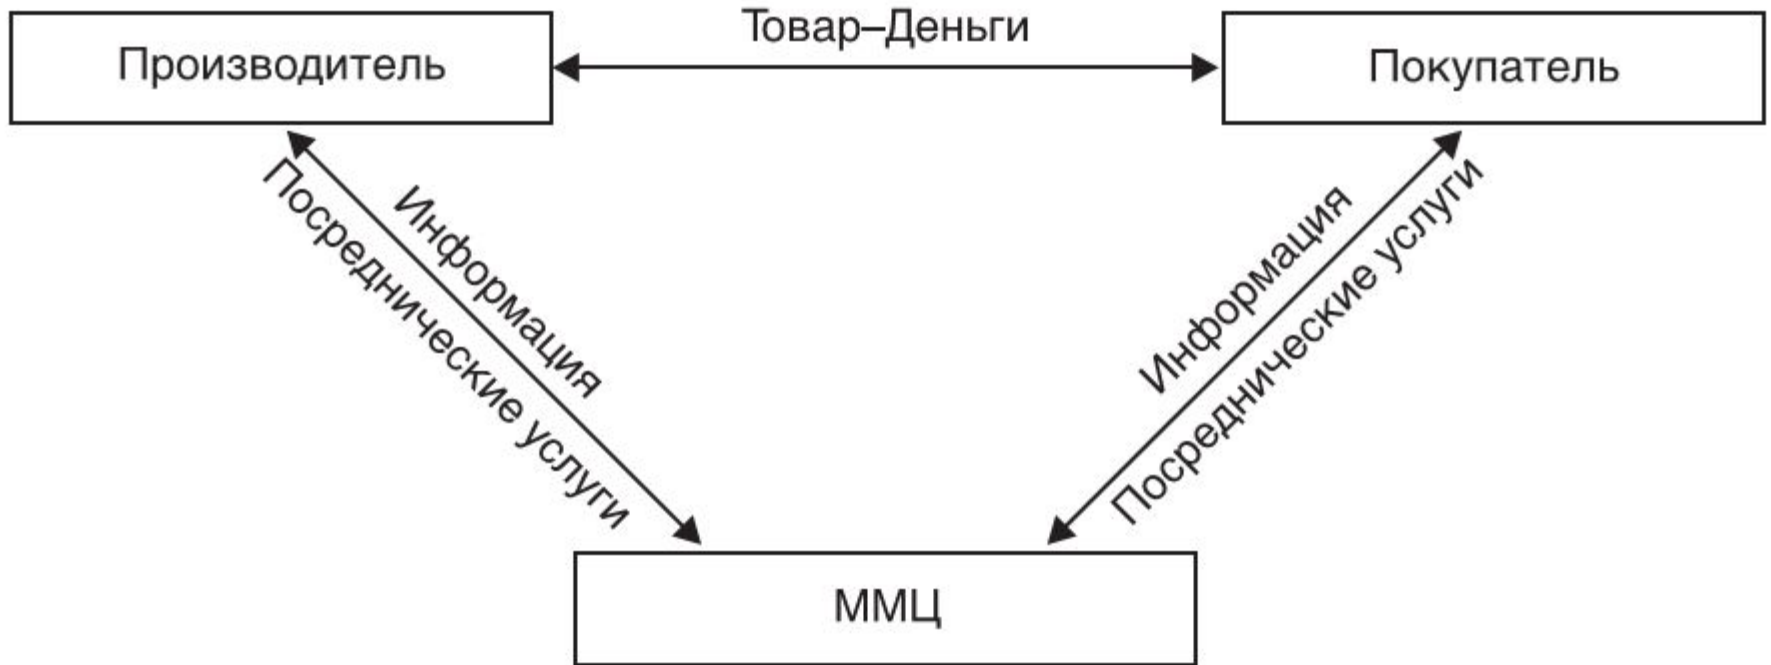 Товар–Деньги
Производитель
Покупатель
Информация
Посреднические услуги
Информация
Посреднические услуги
ММЦ